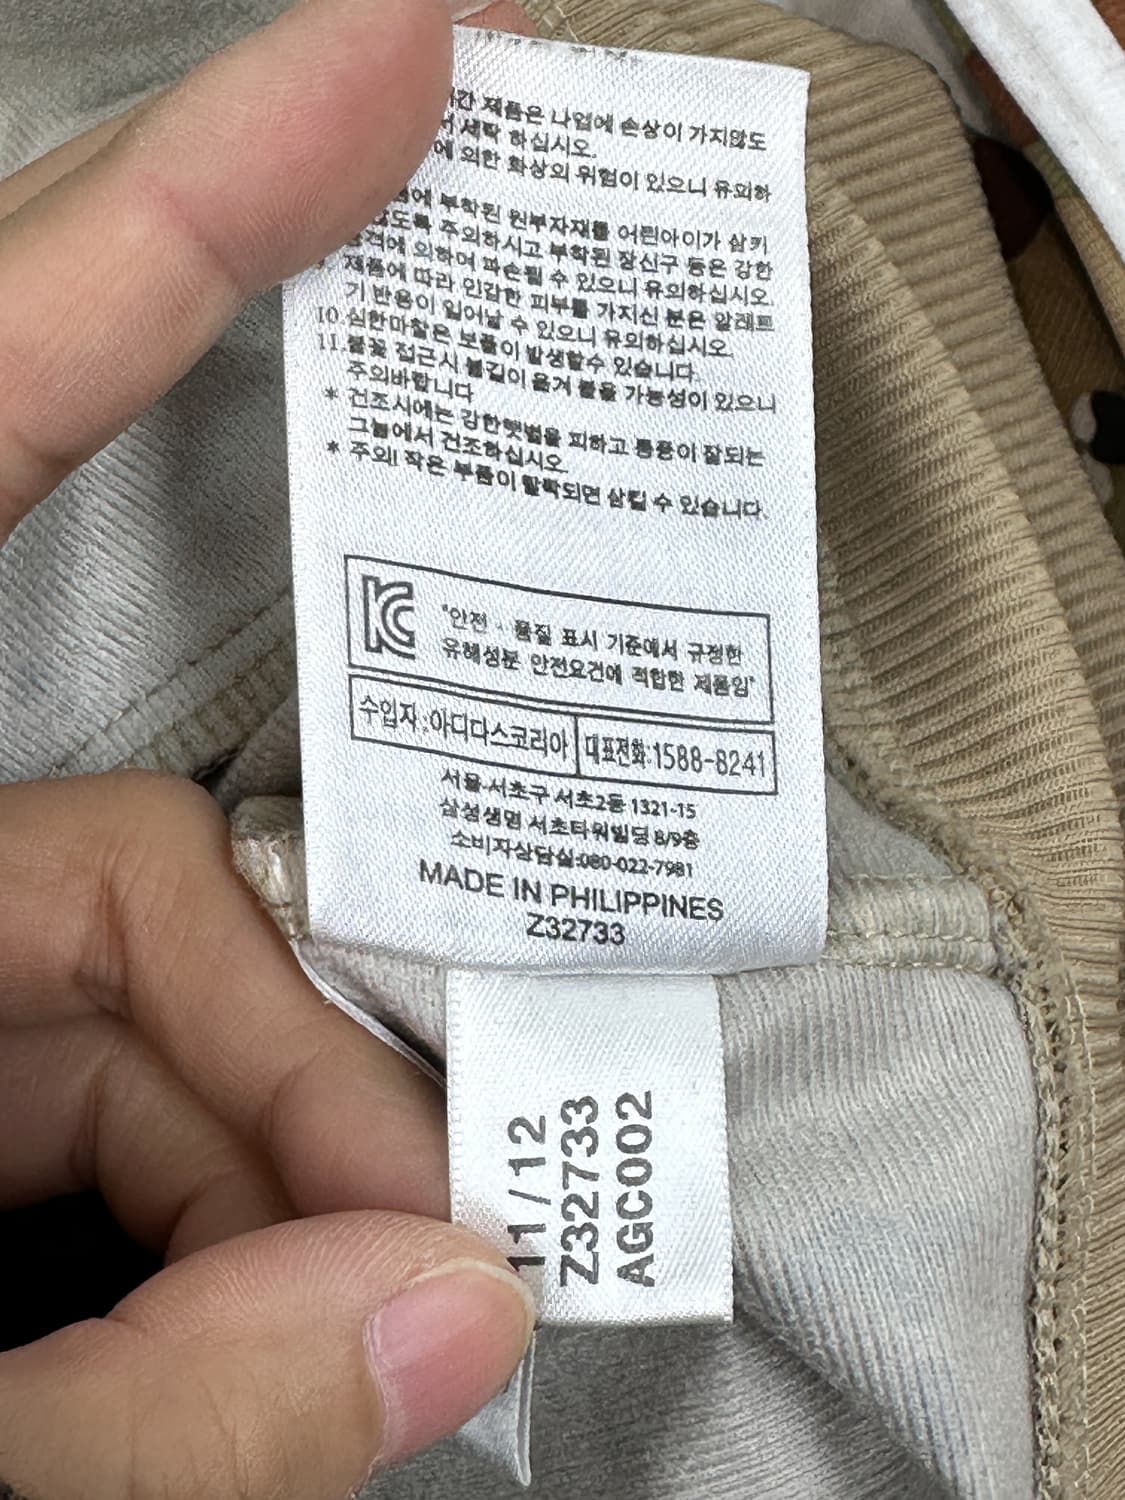 제품은 나염에 손상이 가지않도
세탁 하십시오.
에 의한 화상의 위험이 있으니 유의하
에 부착된 원부자재를 어린아이가 삼키
않도록 주의하시고 부착된 장신구 등은 강한
에 의하여 파손될 수 있으니 유의하십시오.
제품에 따라 민감한 피부를 가지신 분은 알레르
기 반응이 일어날 수 있으니 유의하십시오.
10.심한마찰은 보풀이 발생할수 있습니다.
11.불꽃 접근시 불길이 옮겨 붙을 가능성이 있으니
주의바랍니다
* 건조시에는 강한햇볕을 피하고 통풍이 잘되는
그늘에서 건조하십시오.
* 주의! 작은 부품이 탈락되면 삼킬 수 있습니다.
"안전 · 품질 표시 기준에서 규정한
유해성분 안전요건에 적합한 제품임"
수입자:아디다스코리아 대표전화:1588-8241
서울.서초구 서초2동 1321-15
삼성생명 서초타워빌딩 8/9층
소비자상담실:080-022-7981
MADE IN PHILIPPINES
Z32733
11/12
Z32733
AGC002